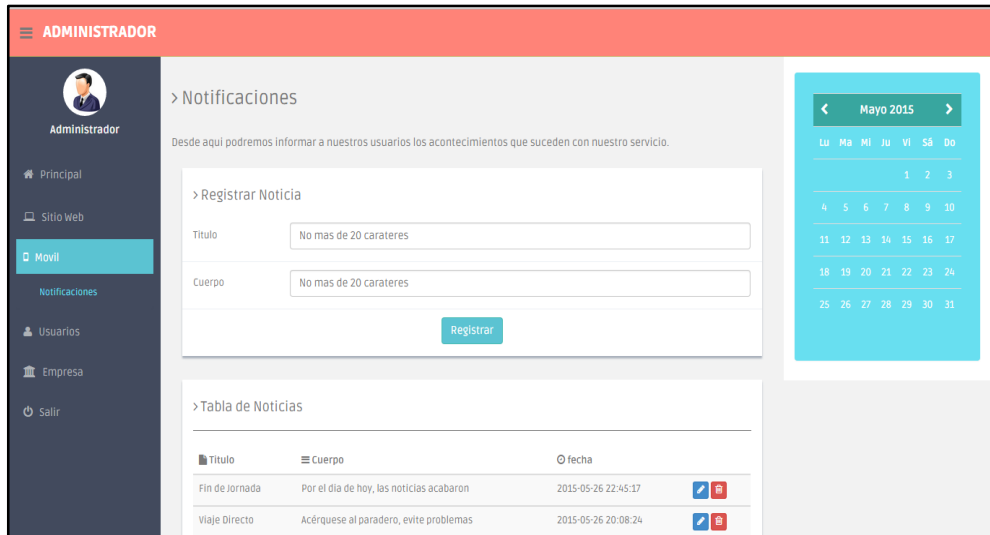 ADMINISTRADOR
Administrador
Principal
Sitio Web
Movil
Notificaciones
Usuarios
Empresa
Salir
> Notificaciones
Desde aqui podremos informar a nuestros usuarios los acontecimientos que suceden con nuestro servicio.
> Registrar Noticia
Titulo No mas de 20 carateres
Cuerpo No mas de 20 carateres
Registrar
> Tabla de Noticias
Titulo Cuerpo fecha
Fin de Jornada Por el dia de hoy, las noticias acabaron 2015-05-26 22:45:17
Viaje Directo Acérquese al paradero, evite problemas 2015-05-26 20:08:24
Mayo 2015
Lu Ma Mi Ju Vi Sá Do
1 2 3
4 5 6 7 8 9 10
11 12 13 14 15 16 17
18 19 20 21 22 23 24
25 26 27 28 29 30 31